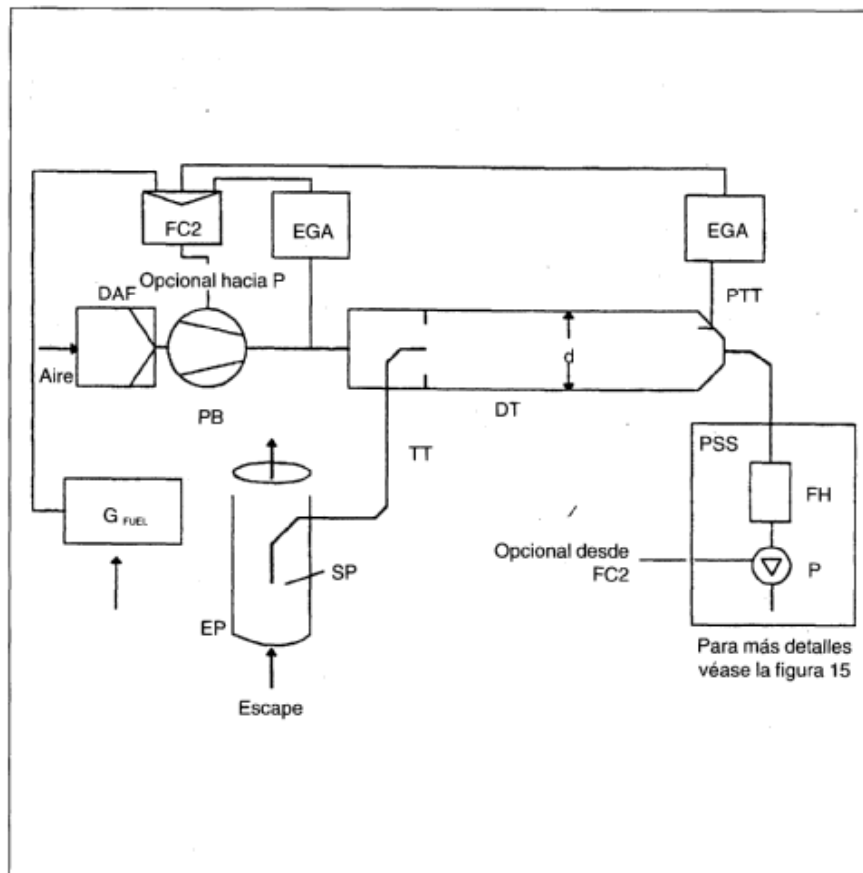 FC2
EGA
EGA
Opcional hacia P
DAF
PTT
Aire
d
PB
DT
TT
PSS
FH
G FUEL
Opcional desde
FC2
SP
P
EP
Para más detalles
véase la figura 15
Escape